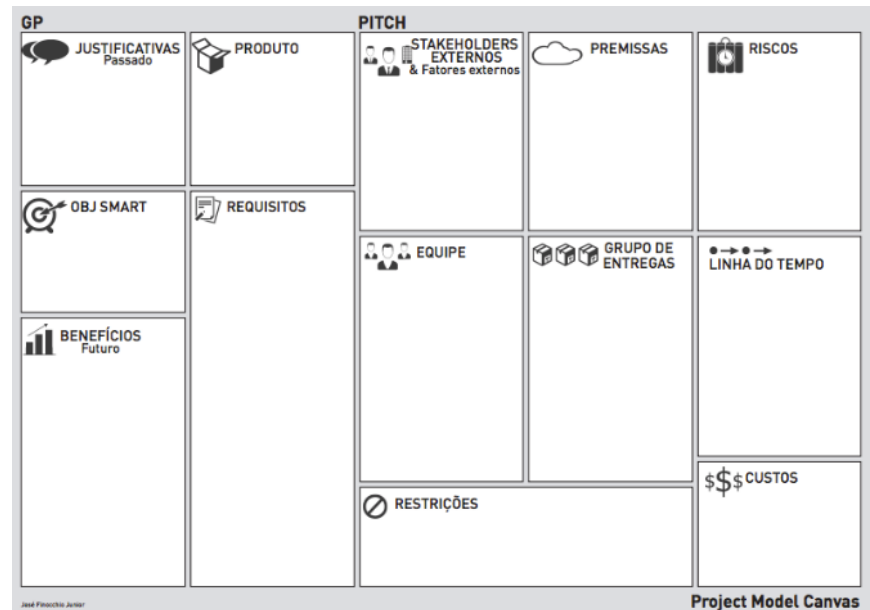 GP
PITCH
JUSTIFICATIVAS
Passado
PRODUTO
STAKEHOLDERS
EXTERNOS
& Fatores externos
PREMISSAS
RISCOS
OBJ SMART
REQUISITOS
EQUIPE
GRUPO DE
ENTREGAS
LINHA DO TEMPO
BENEFÍCIOS
Futuro
$$$ CUSTOS
RESTRIÇÕES
José Finocchio Junior
Project Model Canvas